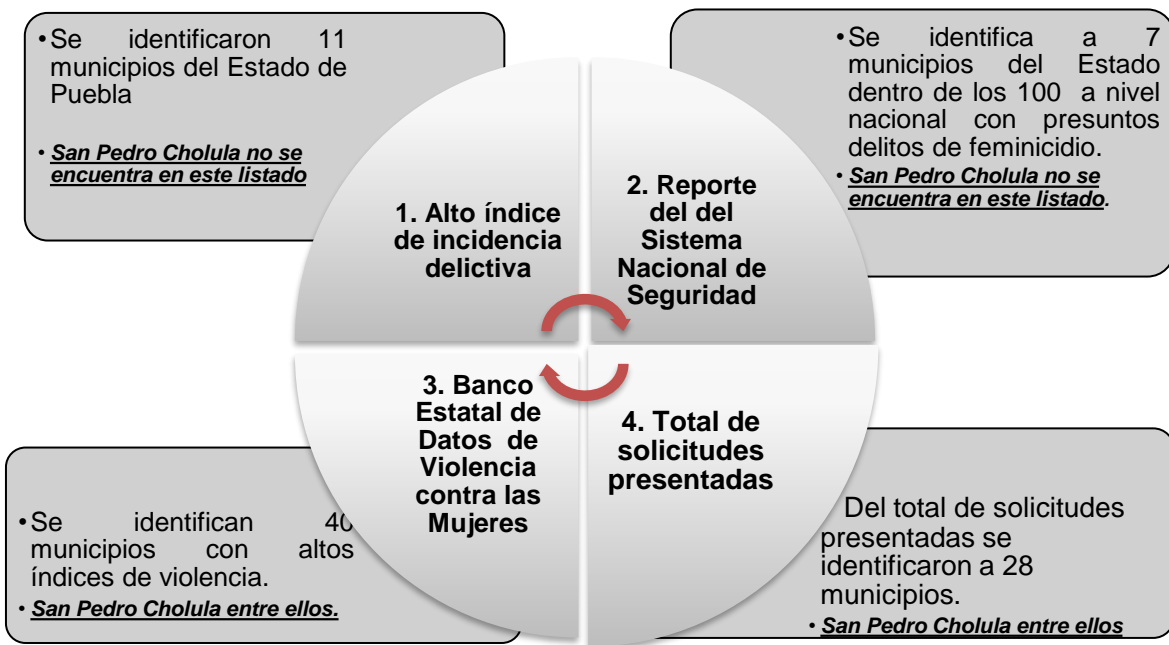 •Se identificaron 11
municipios del Estado de
Puebla
• San Pedro Cholula no se
encuentra en este listado
1. Alto índice
de incidencia
delictiva
•Se identifica a 7
municipios del Estado
dentro de los 100 a nivel
nacional con presuntos
delitos de feminicidio.
• San Pedro Cholula no se
encuentra en este listado.
2. Reporte
del del
Sistema
Nacional de
Seguridad
3. Banco
Estatal de
Datos de
Violencia
contra las
Mujeres
•Se identifican 40
municipios con altos
índices de violencia.
• San Pedro Cholula entre ellos.
4. Total de
solicitudes
presentadas
Del total de solicitudes
presentadas se
identificaron a 28
municipios.
• San Pedro Cholula entre ellos